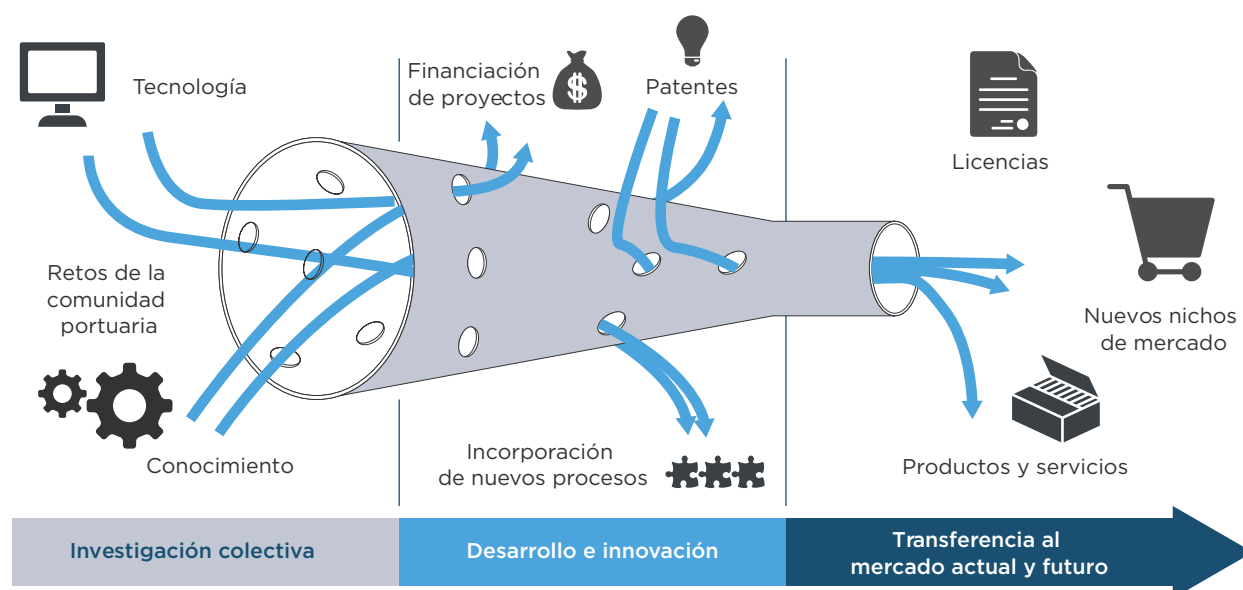 Tecnología
Retos de la
comunidad
portuaria
Conocimiento
Financiación
de proyectos
$
Patentes
Incorporación
de nuevos procesos
Licencias
Nuevos nichos
de mercado
Productos y servicios
Investigación colectiva
Desarrollo e innovación
Transferencia al
mercado actual y futuro